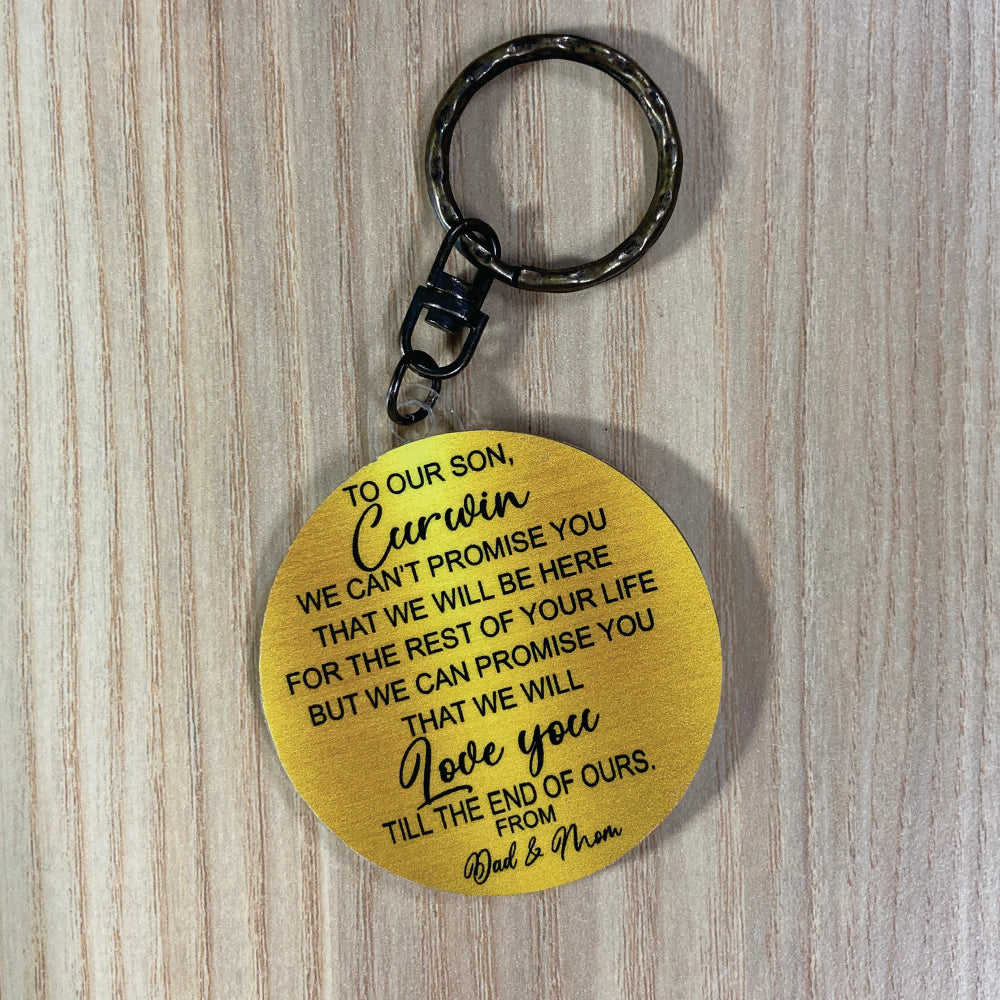 TO OUR SON,
Curwin
WE CAN'T PROMISE YOU
THAT WE WILL BE HERE
FOR THE REST OF YOUR LIFE
BUT WE CAN PROMISE YOU
THAT WE WILL
Love you
TILL THE END OF OURS.
FROM
Dad & Mom